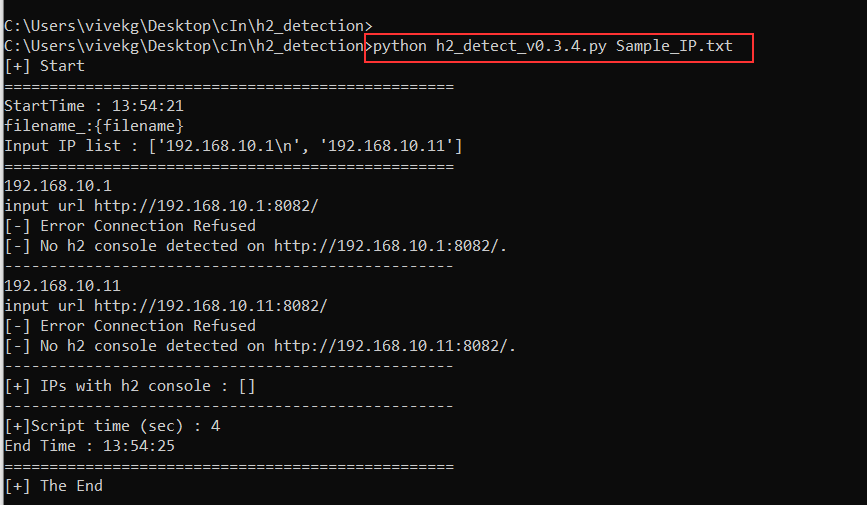 C:\Users\vivekg\Desktop\cIn\h2_detection>
C:\Users\vivekg\Desktop\cIn\h2_detection>python h2_detect_v0.3.4.py Sample_IP.txt
[+] Start
==================================================
StartTime : 13:54:21
filename_:{filename}
Input IP list : ['192.168.10.1\n', '192.168.10.11']
==================================================
192.168.10.1
input url http://192.168.10.1:8082/
[-] Error Connection Refused
[-] No h2 console detected on http://192.168.10.1:8082/.
--------------------------------------------------
192.168.10.11
input url http://192.168.10.11:8082/
[-] Error Connection Refused
[-] No h2 console detected on http://192.168.10.11:8082/.
--------------------------------------------------
[+] IPs with h2 console : []
--------------------------------------------------
[+]Script time (sec) : 4
End Time : 13:54:25
==================================================
[+] The End